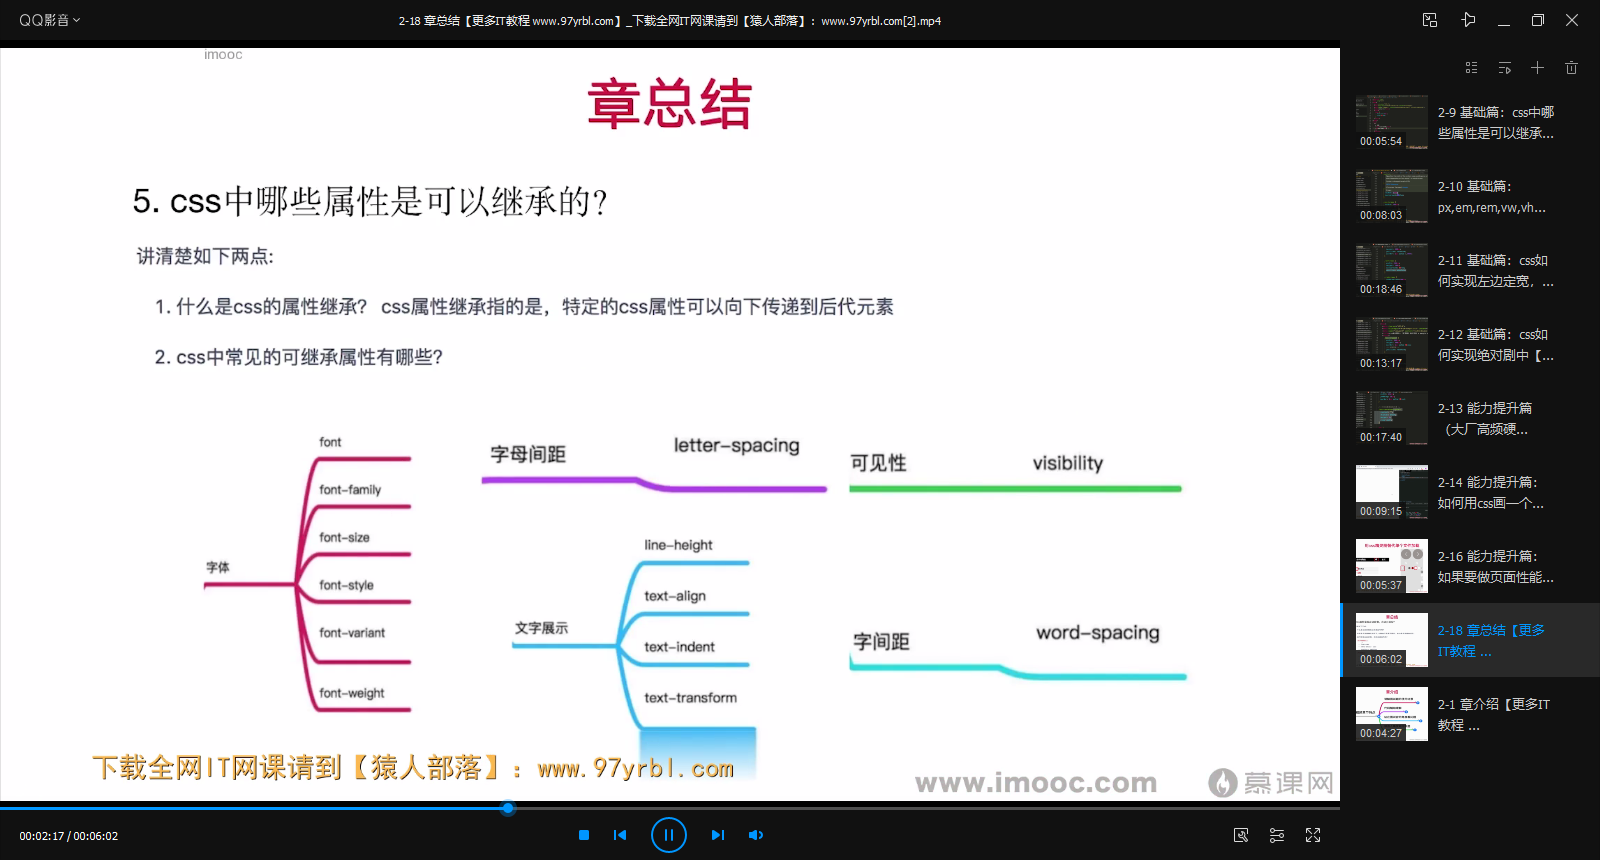 QQ影音
2-18 章总结【更多IT教程 www.97yrbl.com】_下载全网IT网课请到【猿人部落】：www.97yrbl.com[2].mp4
imooc
章总结
5. css中哪些属性是可以继承的?
讲清楚如下两点:
1. 什么是css的属性继承? css属性继承指的是，特定的css属性可以向下传递到后代元素
2. css中常见的可继承属性有哪些?
字体
font
font-family
font-size
font-style
font-variant
font-weight
字母间距
letter-spacing
可见性
visibility
文字展示
line-height
text-align
text-indent
text-transform
字间距
word-spacing
下载全网IT网课请到【猿人部落】：www.97yrbl.com
www.imooc.com
慕课网
00:02:17 / 00:06:02
00:05:54
2-9 基础篇：css中哪
些属性是可以继承...
00:08:03
2-10 基础篇：
px,em,rem,vw,vh...
00:18:46
2-11 基础篇：css如
何实现左边定宽，...
00:13:17
2-12 基础篇：css如
何实现绝对剧中【...
00:17:40
2-13 能力提升篇
（大厂高频硬...
00:09:15
2-14 能力提升篇：
如何用css画一个...
00:05:37
2-16 能力提升篇：
如果要做页面性能...
00:06:02
2-18 章总结【更多
IT教程 ...
00:04:27
2-1 章介绍【更多IT
教程 ...